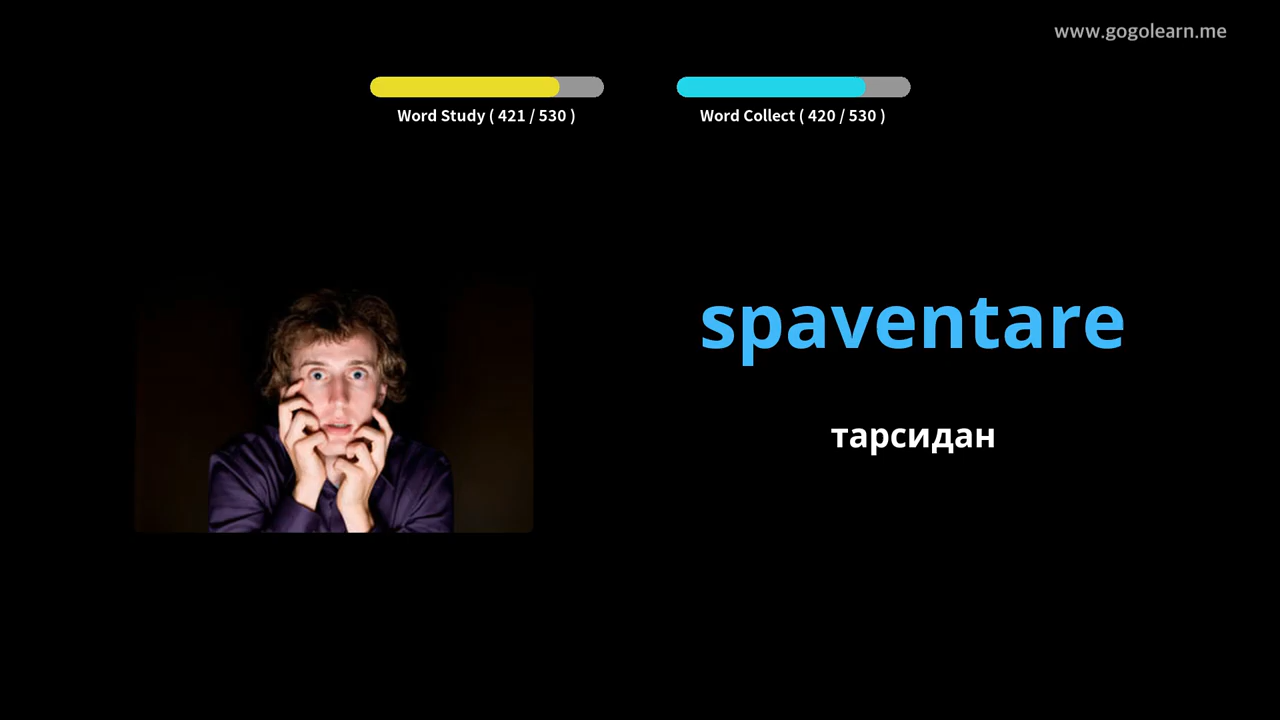 www.gogolearn.me
Word Study ( 421 / 530 )
Word Collect ( 420 / 530 )
spaventare
тарсидан